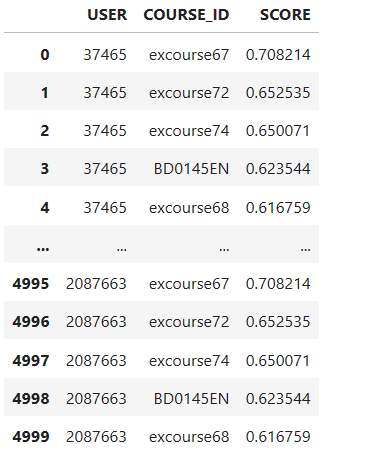 USER COURSE_ID SCORE
0 37465 excourse67 0.708214
1 37465 excourse72 0.652535
2 37465 excourse74 0.650071
3 37465 BD0145EN 0.623544
4 37465 excourse68 0.616759
... ... ... ...
4995 2087663 excourse67 0.708214
4996 2087663 excourse72 0.652535
4997 2087663 excourse74 0.650071
4998 2087663 BD0145EN 0.623544
4999 2087663 excourse68 0.616759